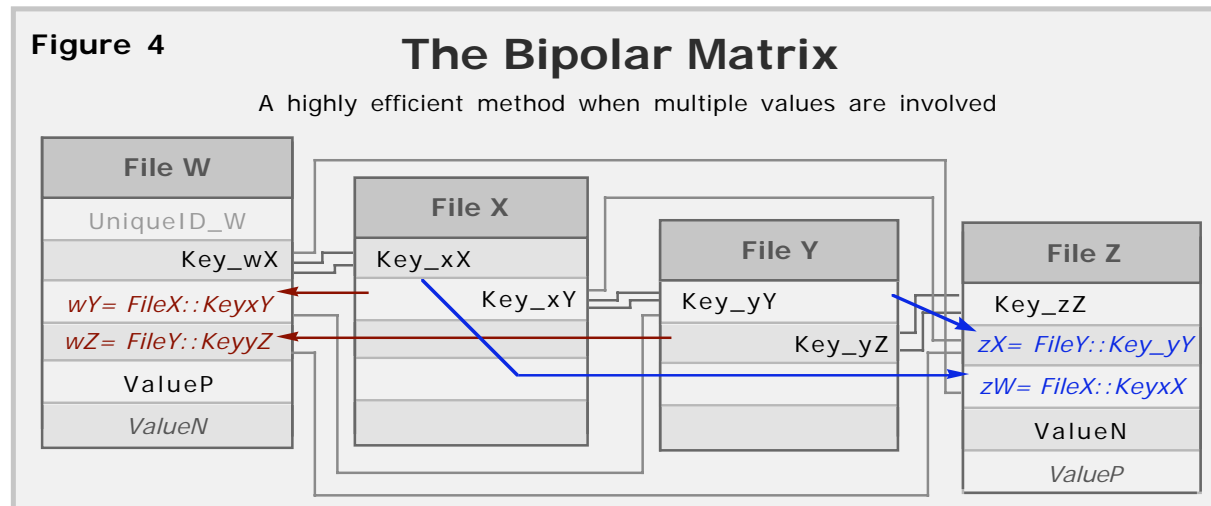 Figure 4
The Bipolar Matrix
A highly efficient method when multiple values are involved
File W
UniqueID_W
Key_wX
wY= FileX::KeyxY
wZ= FileY::KeyyZ
ValueP
ValueN
File X
Key_xX
Key_xY
File Y
Key_yY
Key_yZ
File Z
Key_zZ
zX= FileY::Key_yY
zW= FileX::KeyxX
ValueN
ValueP